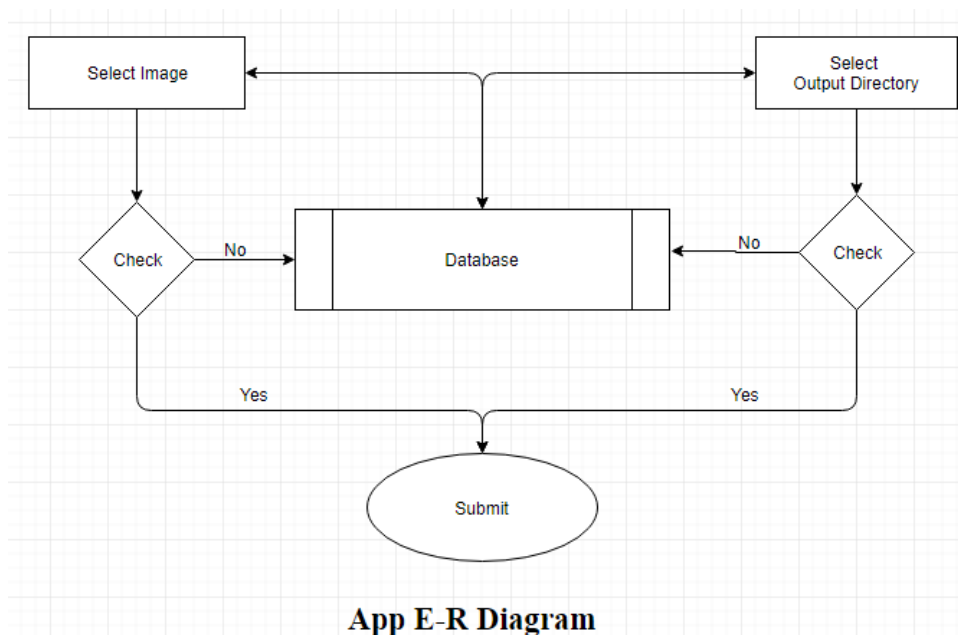 Select Image
Select
Output Directory
Check
No
Database
No
Check
Yes
Yes
Submit
App E-R Diagram